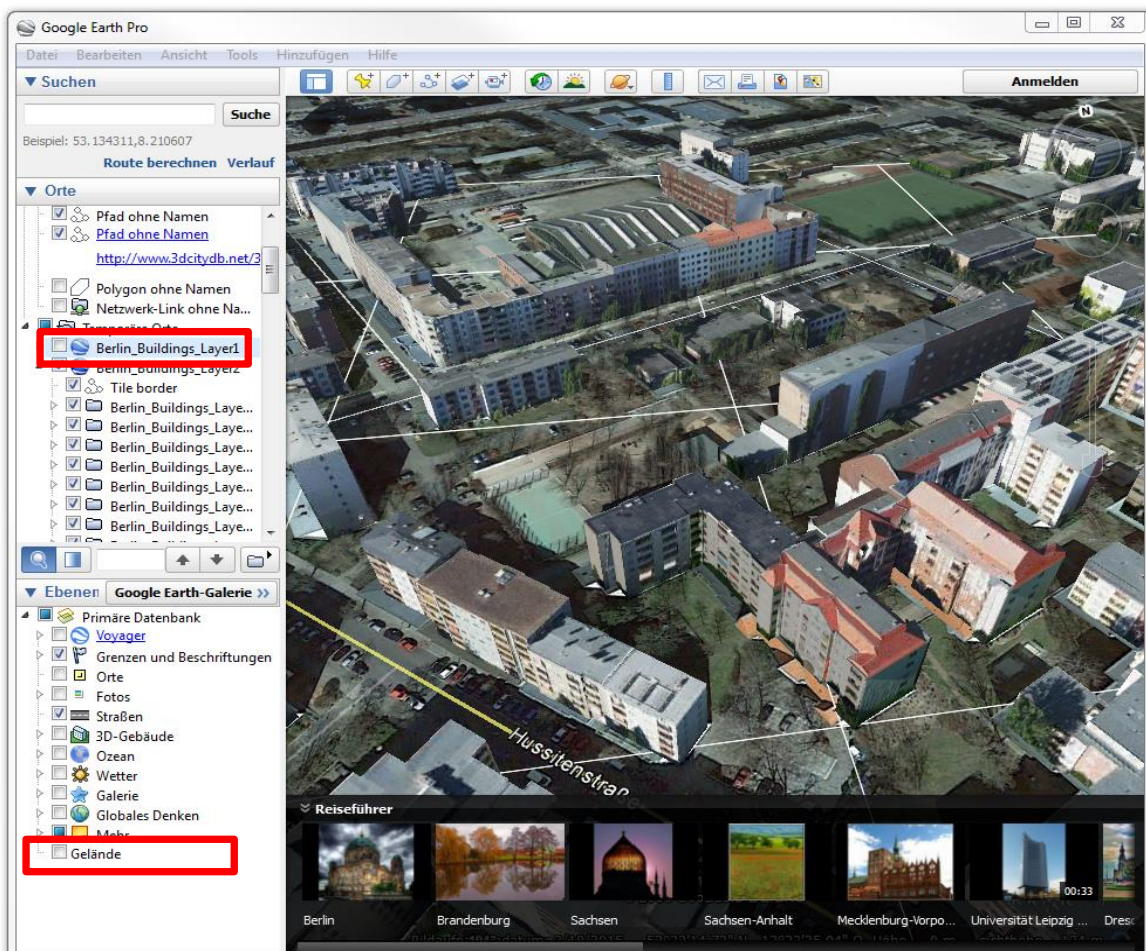 Google Earth Pro
Datei Bearbeiten Ansicht Tools Hinzufügen Hilfe
Suchen
Anmelden
Suche
Beispiel: 53.134311,8.210607
Route berechnen Verlauf
Orte
Pfad ohne Namen
Pfad ohne Namen
http://www.3dcitydb.net/3
Polygon ohne Namen
Netzwerk-Link ohne Na...
Temporäre Orte
Berlin_Buildings_Layer1
Berlin_Buildings_Layer2
Tile border
Berlin_Buildings_Laye...
Berlin_Buildings_Laye...
Berlin_Buildings_Laye...
Berlin_Buildings_Laye...
Berlin_Buildings_Laye...
Berlin_Buildings_Laye...
Berlin_Buildings_Laye...
Ebenen Google Earth-Galerie >>
Primäre Datenbank
Voyager
Grenzen und Beschriftungen
Orte
Fotos
Straßen
3D-Gebäude
Ozean
Wetter
Galerie
Globales Denken
Mehr
Gelände
N
Hussitenstraße
Reiseführer
00:33
Berlin Brandenburg Sachsen Sachsen-Anhalt Mecklenburg-Vorpo... Universität Leipzig ... Dresd